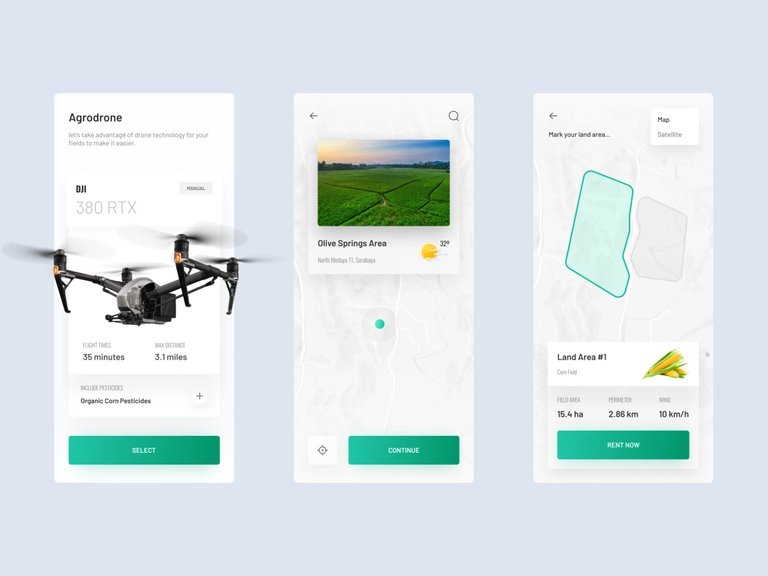 Agrodrone
let's take advantage of drone technology for your
fields to make it easier.
DJI
MANUAL
380 RTX
FLIGHT TIMES
MAX DISTANCE
35 minutes
3.1 miles
INCLUDE PESTICIDES
Organic Corn Pesticides
+
SELECT
Olive Springs Area
32º
North Medayu 11, Surabaya
CONTINUE
Map
Mark your land area...
Satellite
Land Area #1
Corn Field
FIELD AREA
PERIMETER
WIND
15.4 ha
2.86 km
10 km/h
RENT NOW